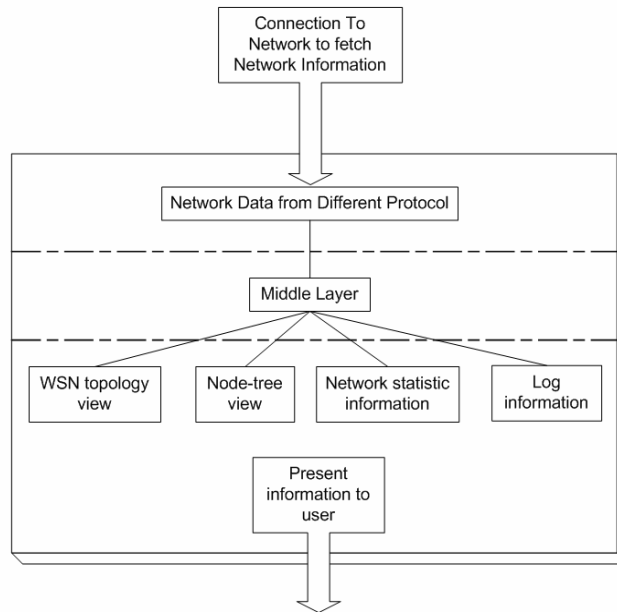 Connection To
Network to fetch
Network Information
Network Data from Different Protocol
Middle Layer
WSN topology
view
Node-tree
view
Network statistic
information
Log
information
Present
information to
user